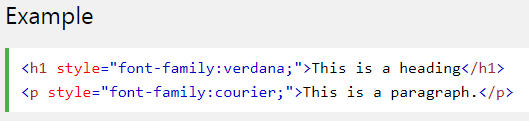 Example
<h1 style="font-family:verdana;">This is a heading</h1>
<p style="font-family:courier;">This is a paragraph.</p>